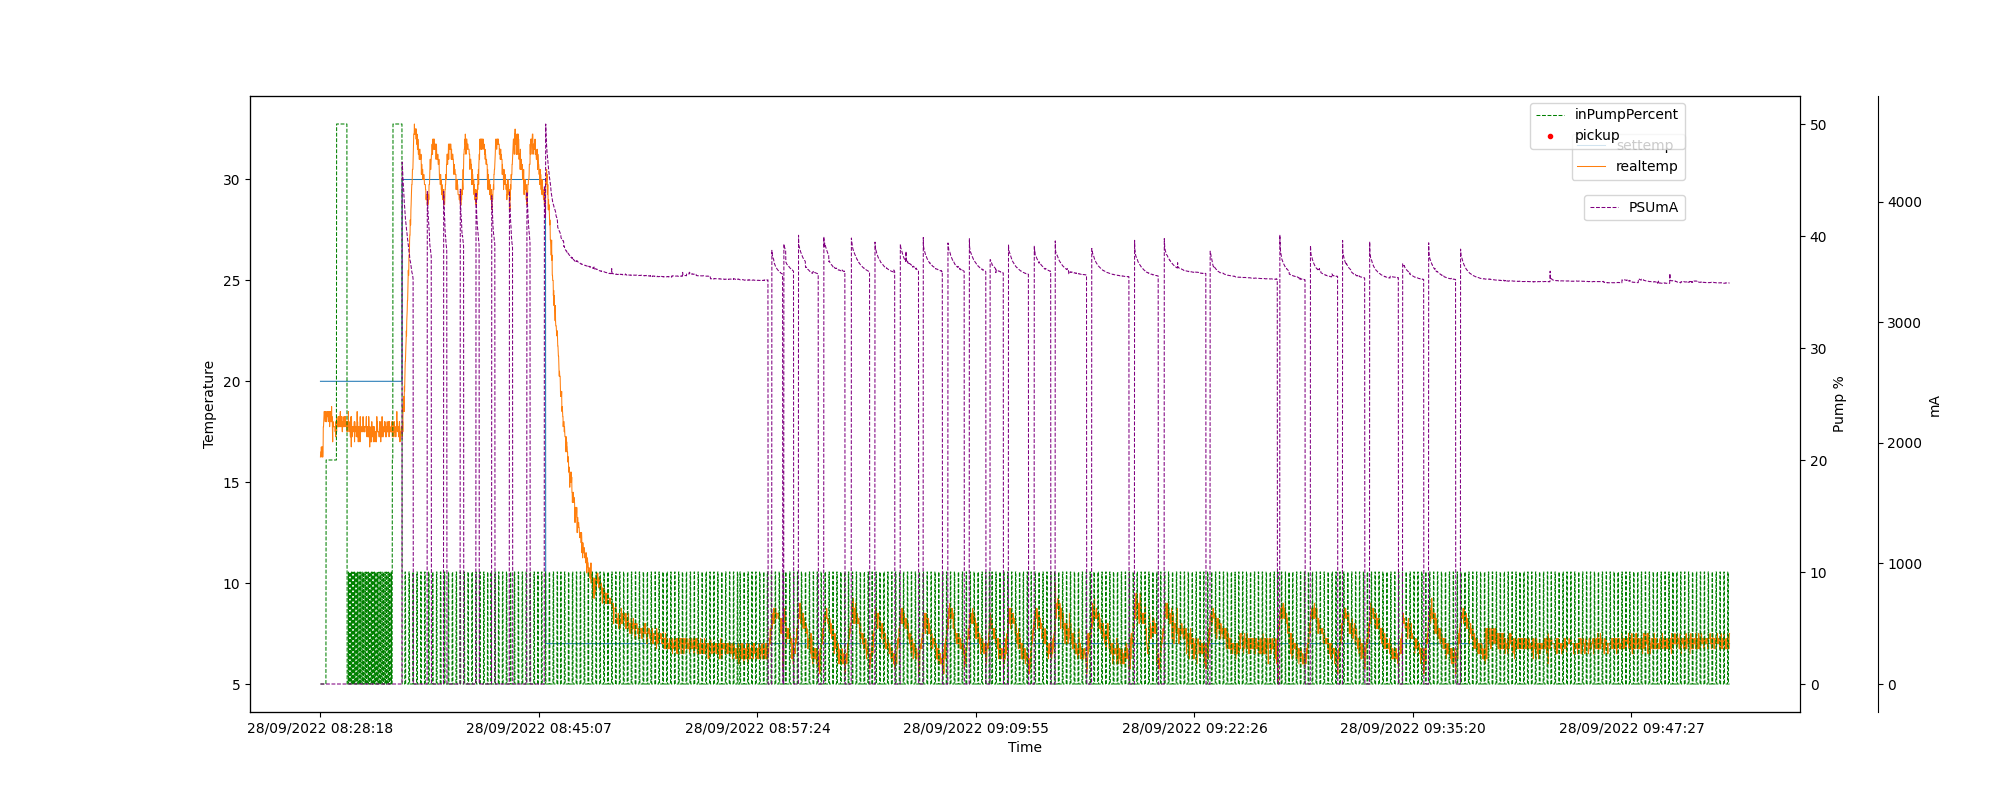 inPumpPercent
pickup
settemp
realtemp
PSUmA
Temperature
30
25
20
15
10
5
50
40
30
20
10
0
Pump %
4000
3000
2000
1000
0
mA
28/09/2022 08:28:18
28/09/2022 08:45:07
28/09/2022 08:57:24
28/09/2022 09:09:55
28/09/2022 09:22:26
28/09/2022 09:35:20
28/09/2022 09:47:27
Time